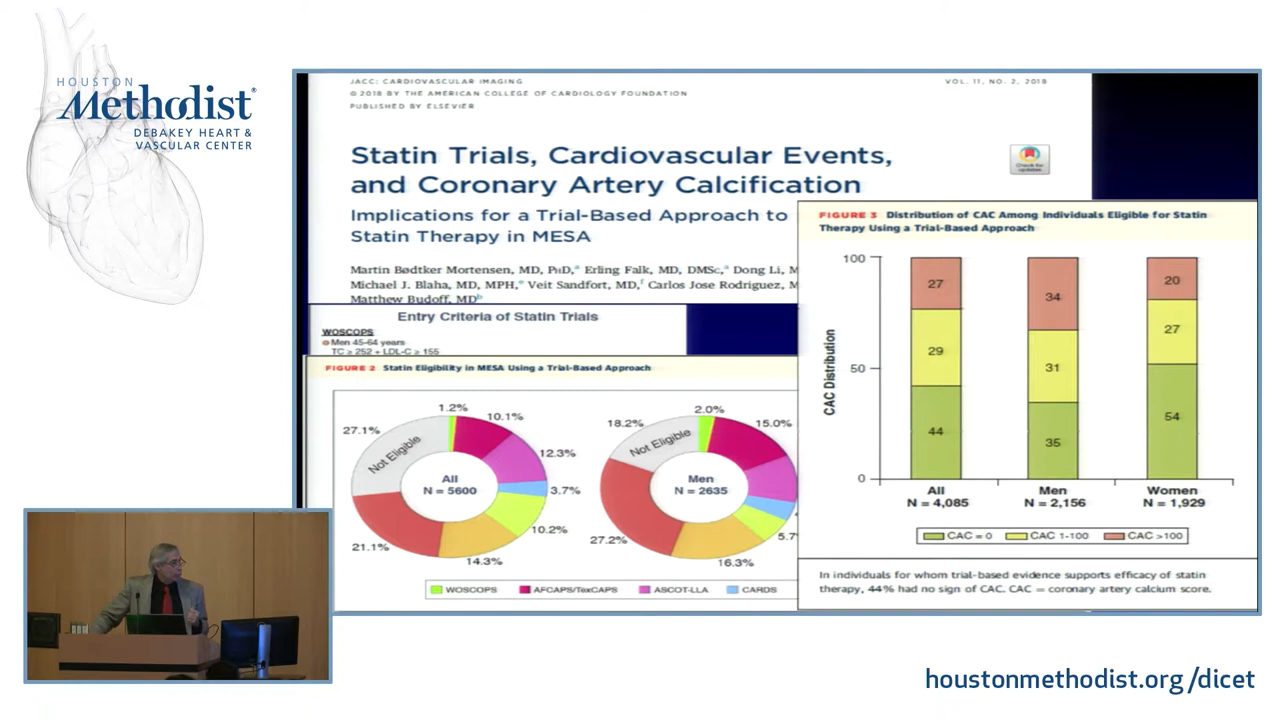 HOUSTON
Methodist®
DEBAKEY HEART &
VASCULAR CENTER
JACC: CARDIOVASCULAR IMAGING
VOL. 11, NO. 2, 2018
© 2018 BY THE AMERICAN COLLEGE OF CARDIOLOGY FOUNDATION
PUBLISHED BY ELSEVIER
Statin Trials, Cardiovascular Events,
and Coronary Artery Calcification
Check for
updates
Implications for a Trial-Based Approach to
Statin Therapy in MESA
Martin Bødtker Mortensen, MD, PhD,a Erling Falk, MD, DMSc,a Dong Li, M
Michael J. Blaha, MD, MPH,e Veit Sandfort, MD,f Carlos Jose Rodriguez, M
Matthew Budoff, MDb
Entry Criteria of Statin Trials
WOSCOPS
Men 45-64 years
TC ≥ 252 + LDL-C ≥ 155
FIGURE 2 Statin Eligibility in MESA Using a Trial-Based Approach
1.2%
10.1%
12.3%
3.7%
10.2%
14.3%
21.1%
27.1%
Not Eligible
All
N = 5600
2.0%
15.0%
5.7
16.3%
27.2%
18.2%
Not Eligible
Men
N = 2635
WOSCOPS
AFCAPS/TexCAPS
ASCOT-LLA
CARDS
FIGURE 3 Distribution of CAC Among Individuals Eligible for Statin
Therapy Using a Trial-Based Approach
CAC Distribution
100
50
0
27
29
44
34
31
35
20
27
54
All
N = 4,085
Men
N = 2,156
Women
N = 1,929
CAC = 0
CAC 1-100
CAC >100
In individuals for whom trial-based evidence supports efficacy of statin
therapy, 44% had no sign of CAC. CAC = coronary artery calcium score.
houstonmethodist.org/dicet